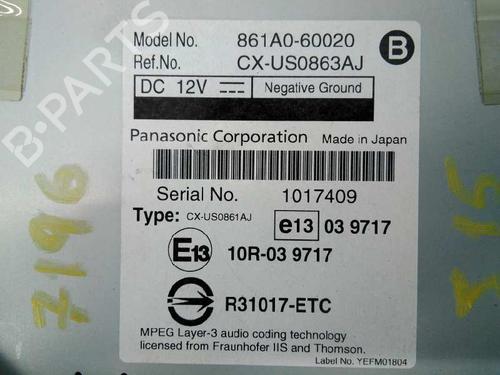 Model No. 861A0-60020 B
Ref.No. CX-US0863AJ
DC 12V Negative Ground
Panasonic Corporation Made in Japan
Serial No. 1017409
Type: CX-US0861AJ e13 03 9717
E13 10R-03 9717
R31017-ETC
MPEG Layer-3 audio coding technology
licensed from Fraunhofer IIS and Thomson.
Label No. YEFM01804
Z196
B-PARTS